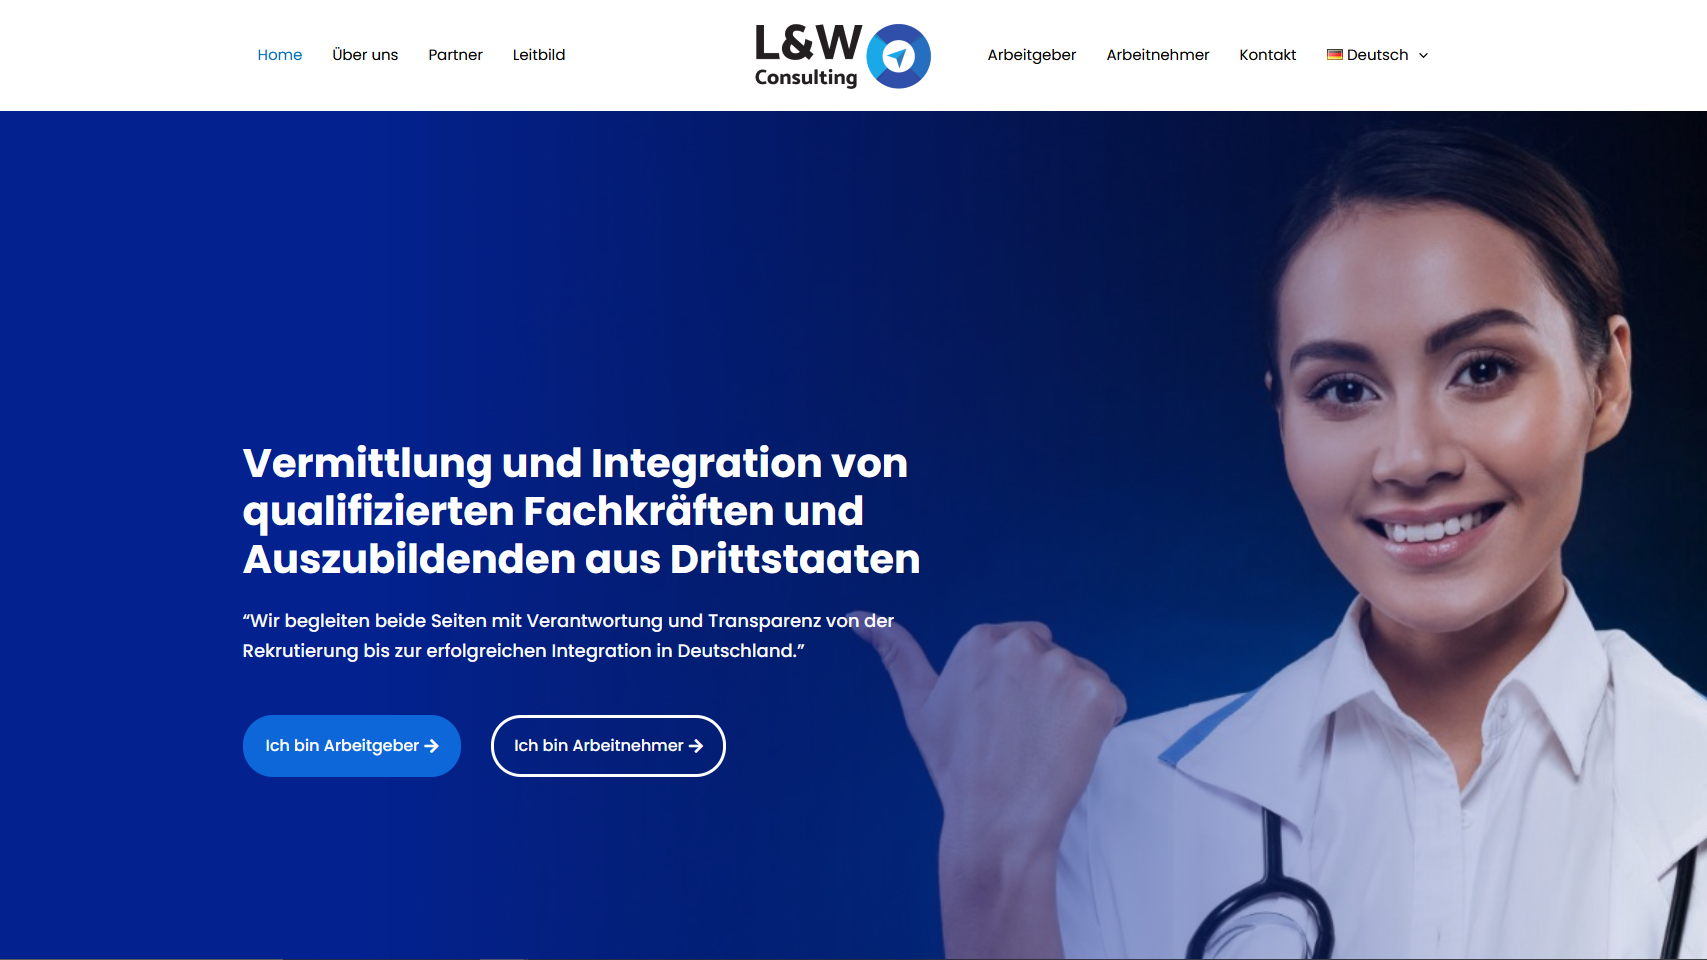 Home
Über uns
Partner
Leitbild
L&W
Consulting
Arbeitgeber
Arbeitnehmer
Kontakt
Deutsch
Vermittlung und Integration von
qualifizierten Fachkräften und
Auszubildenden aus Drittstaaten
“Wir begleiten beide Seiten mit Verantwortung und Transparenz von der
Rekrutierung bis zur erfolgreichen Integration in Deutschland.”
Ich bin Arbeitgeber
Ich bin Arbeitnehmer